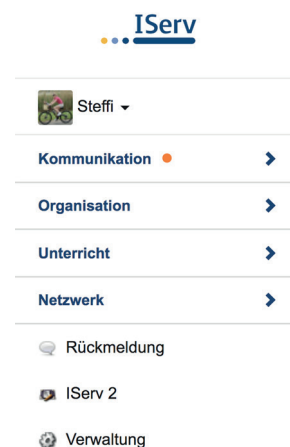 IServ
Steffi
Kommunikation
Organisation
Unterricht
Netzwerk
Rückmeldung
IServ 2
Verwaltung